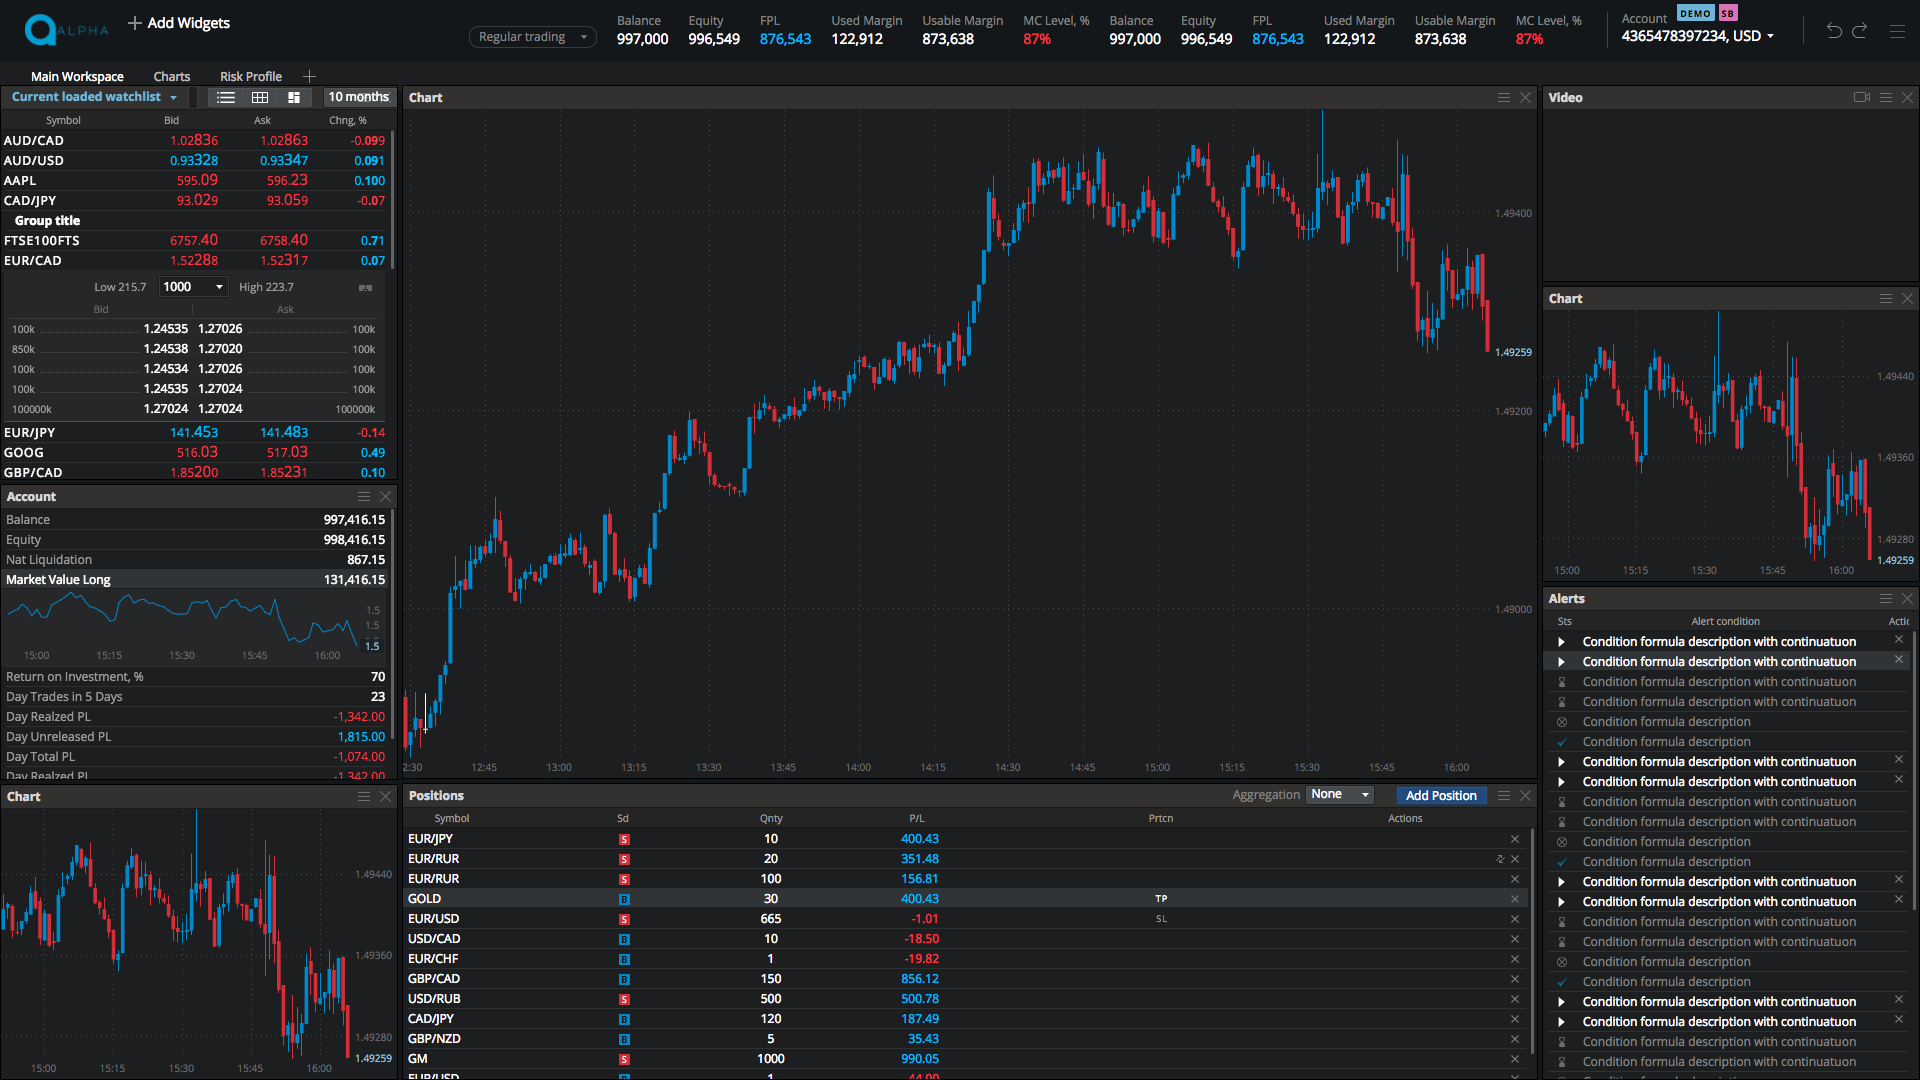 ALPHA
Add Widgets
Regular trading
Balance Equity FPL Used Margin Usable Margin MC Level, % Balance Equity FPL Used Margin Usable Margin MC Level, %
997,000 996,549 876,543 122,912 873,638 87% 997,000 996,549 876,543 122,912 873,638 87%
Account DEMO SB
4365478397234, USD
Main Workspace Charts Risk Profile
Current loaded watchlist 10 months
Symbol Bid Ask Chng, %
AUD/CAD 1.02836 1.02863 -0.099
AUD/USD 0.93328 0.93347 0.091
AAPL 595.09 596.23 0.100
CAD/JPY 93.029 93.059 -0.07
Group title
FTSE100FTS 6757.40 6758.40 0.71
EUR/CAD 1.52288 1.52317 0.07
Low 215.7 1000 High 223.7
Bid Ask
100k 1.24535 1.27026 100k
850k 1.24538 1.27020 100k
100k 1.24534 1.27026 100k
100k 1.24535 1.27024 100k
100000k 1.27024 1.27024 100000k
EUR/JPY 141.453 141.483 -0.14
GOOG 516.03 517.03 0.49
GBP/CAD 1.85200 1.85231 0.10
Account
Balance 997,416.15
Equity 998,416.15
Nat Liquidation 867.15
Market Value Long 131,416.15
1.5
1.5
1.5
1.5
15:00 15:15 15:30 15:45 16:00
Return on Investment, % 70
Day Trades in 5 Days 23
Day Realzed PL -1,342.00
Day Unreleased PL 1,815.00
Day Total PL -1,074.00
Day Realzed PL -1,342.00
Chart
1.49440
1.49360
1.49280
1.49259
15:00 15:15 15:30 15:45 16:00
Chart
1.49400
1.49259
1.49200
1.49000
2:30 12:45 13:00 13:15 13:30 13:45 14:00 14:15 14:30 14:45 15:00 15:15 15:30 15:45 16:00
Positions Aggregation None Add Position
Symbol Sd Qnty P/L Prtcn Actions
EUR/JPY S 10 400.43
EUR/RUR S 20 351.48
EUR/RUR S 100 156.81
GOLD B 30 400.43 TP
EUR/USD S 665 -1.01 SL
USD/CAD B 10 -18.50
EUR/CHF B 1 -19.82
GBP/CAD B 150 856.12
USD/RUB S 500 500.78
CAD/JPY B 120 187.49
GBP/NZD B 5 35.43
GM S 1000 990.05
EUR/USD B 1 -44.00
Video
Chart
1.49440
1.49360
1.49280
1.49259
15:00 15:15 15:30 15:45 16:00
Alerts
Sts Alert condition Actic
Condition formula description with continuatuon
Condition formula description with continuatuon
Condition formula description with continuatuon
Condition formula description with continuatuon
Condition formula description
Condition formula description
Condition formula description with continuatuon
Condition formula description with continuatuon
Condition formula description with continuatuon
Condition formula description with continuatuon
Condition formula description
Condition formula description
Condition formula description with continuatuon
Condition formula description with continuatuon
Condition formula description with continuatuon
Condition formula description with continuatuon
Condition formula description
Condition formula description
Condition formula description with continuatuon
Condition formula description with continuatuon
Condition formula description with continuatuon
Condition formula description with continuatuon